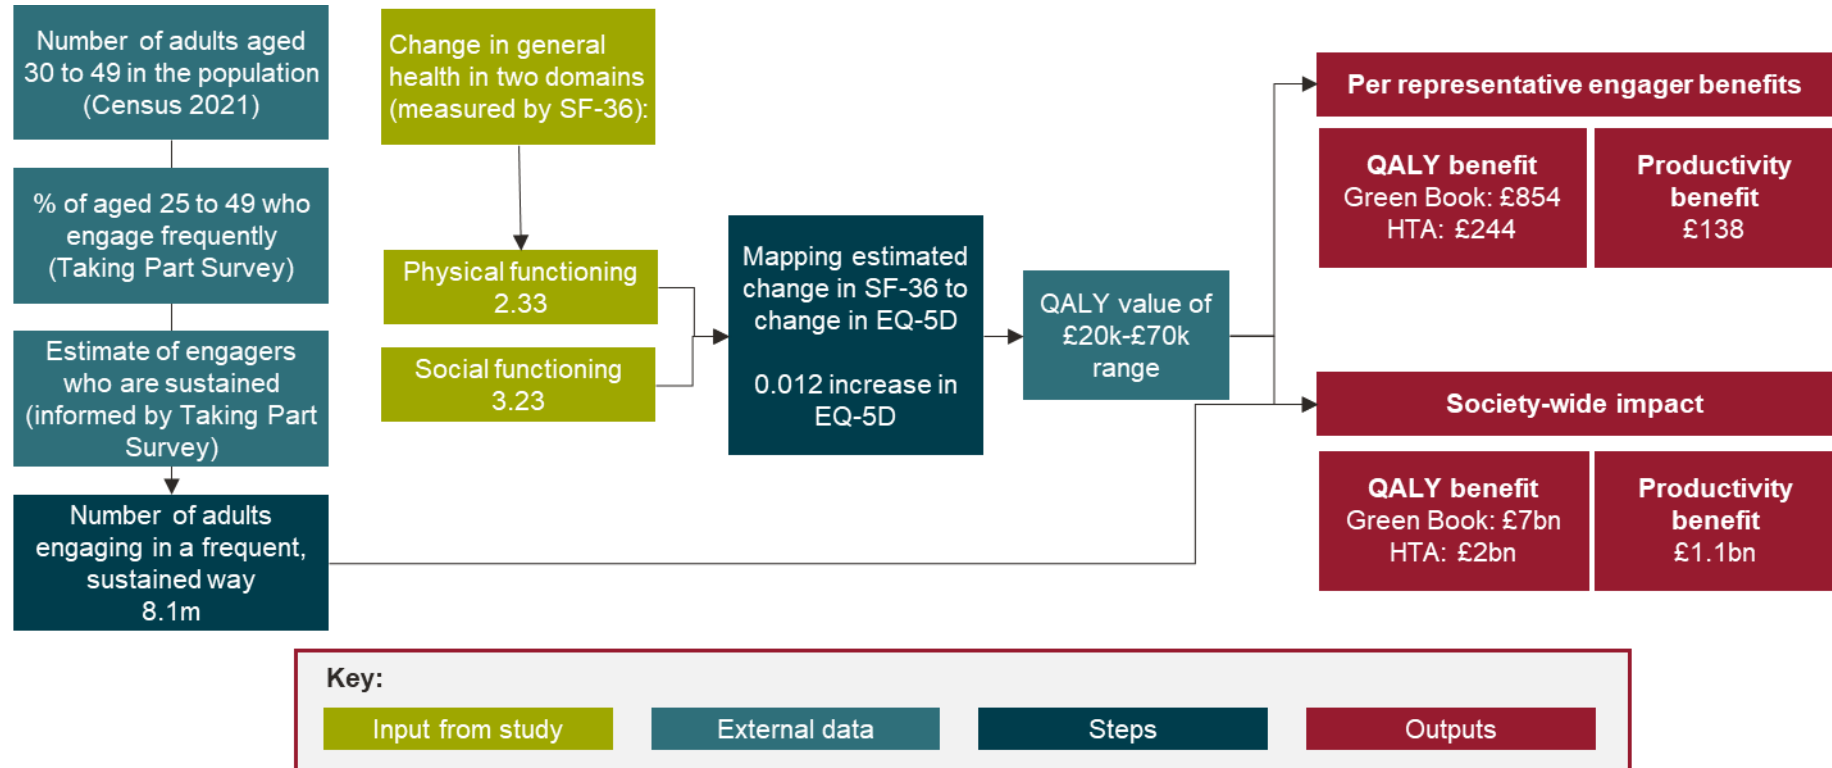 Number of adults aged
30 to 49 in the population
(Census 2021)
% of aged 25 to 49 who
engage frequently
(Taking Part Survey)
Estimate of engagers
who are sustained
(informed by Taking Part
Survey)
Number of adults
engaging in a frequent,
sustained way
8.1m
Change in general
health in two domains
(measured by SF-36):
Physical functioning
2.33
Social functioning
3.23
Mapping estimated
change in SF-36 to
change in EQ-5D
0.012 increase in
EQ-5D
QALY value of
£20k-£70k
range
Per representative engager benefits
QALY benefit
Green Book: £854
HTA: £244
Productivity
benefit
£138
Society-wide impact
QALY benefit
Green Book: £7bn
HTA: £2bn
Productivity
benefit
£1.1bn
Key:
Input from study
External data
Steps
Outputs